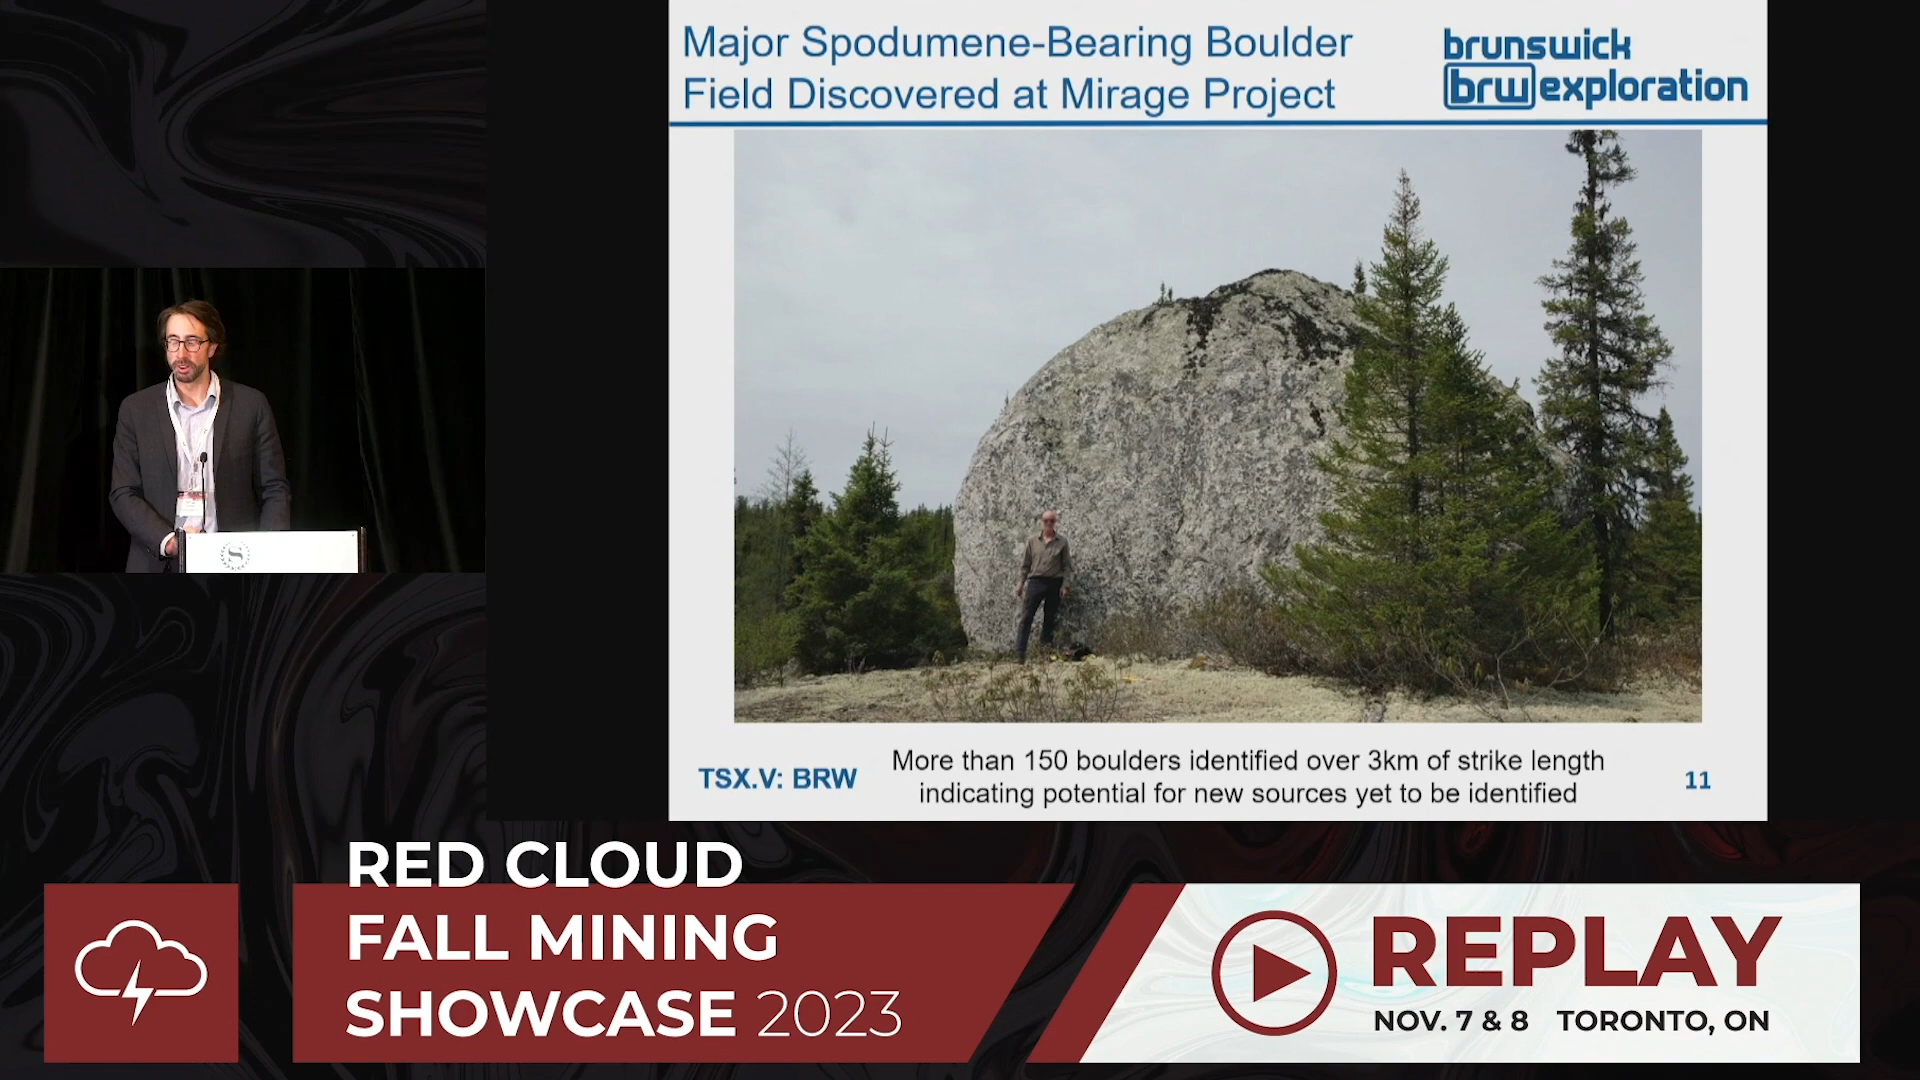 Major Spodumene-Bearing Boulder
Field Discovered at Mirage Project
brunswick
brw exploration
TSX.V: BRW
More than 150 boulders identified over 3km of strike length
indicating potential for new sources yet to be identified
11
S
RED CLOUD
FALL MINING
SHOWCASE 2023
REPLAY
NOV. 7 & 8 TORONTO, ON